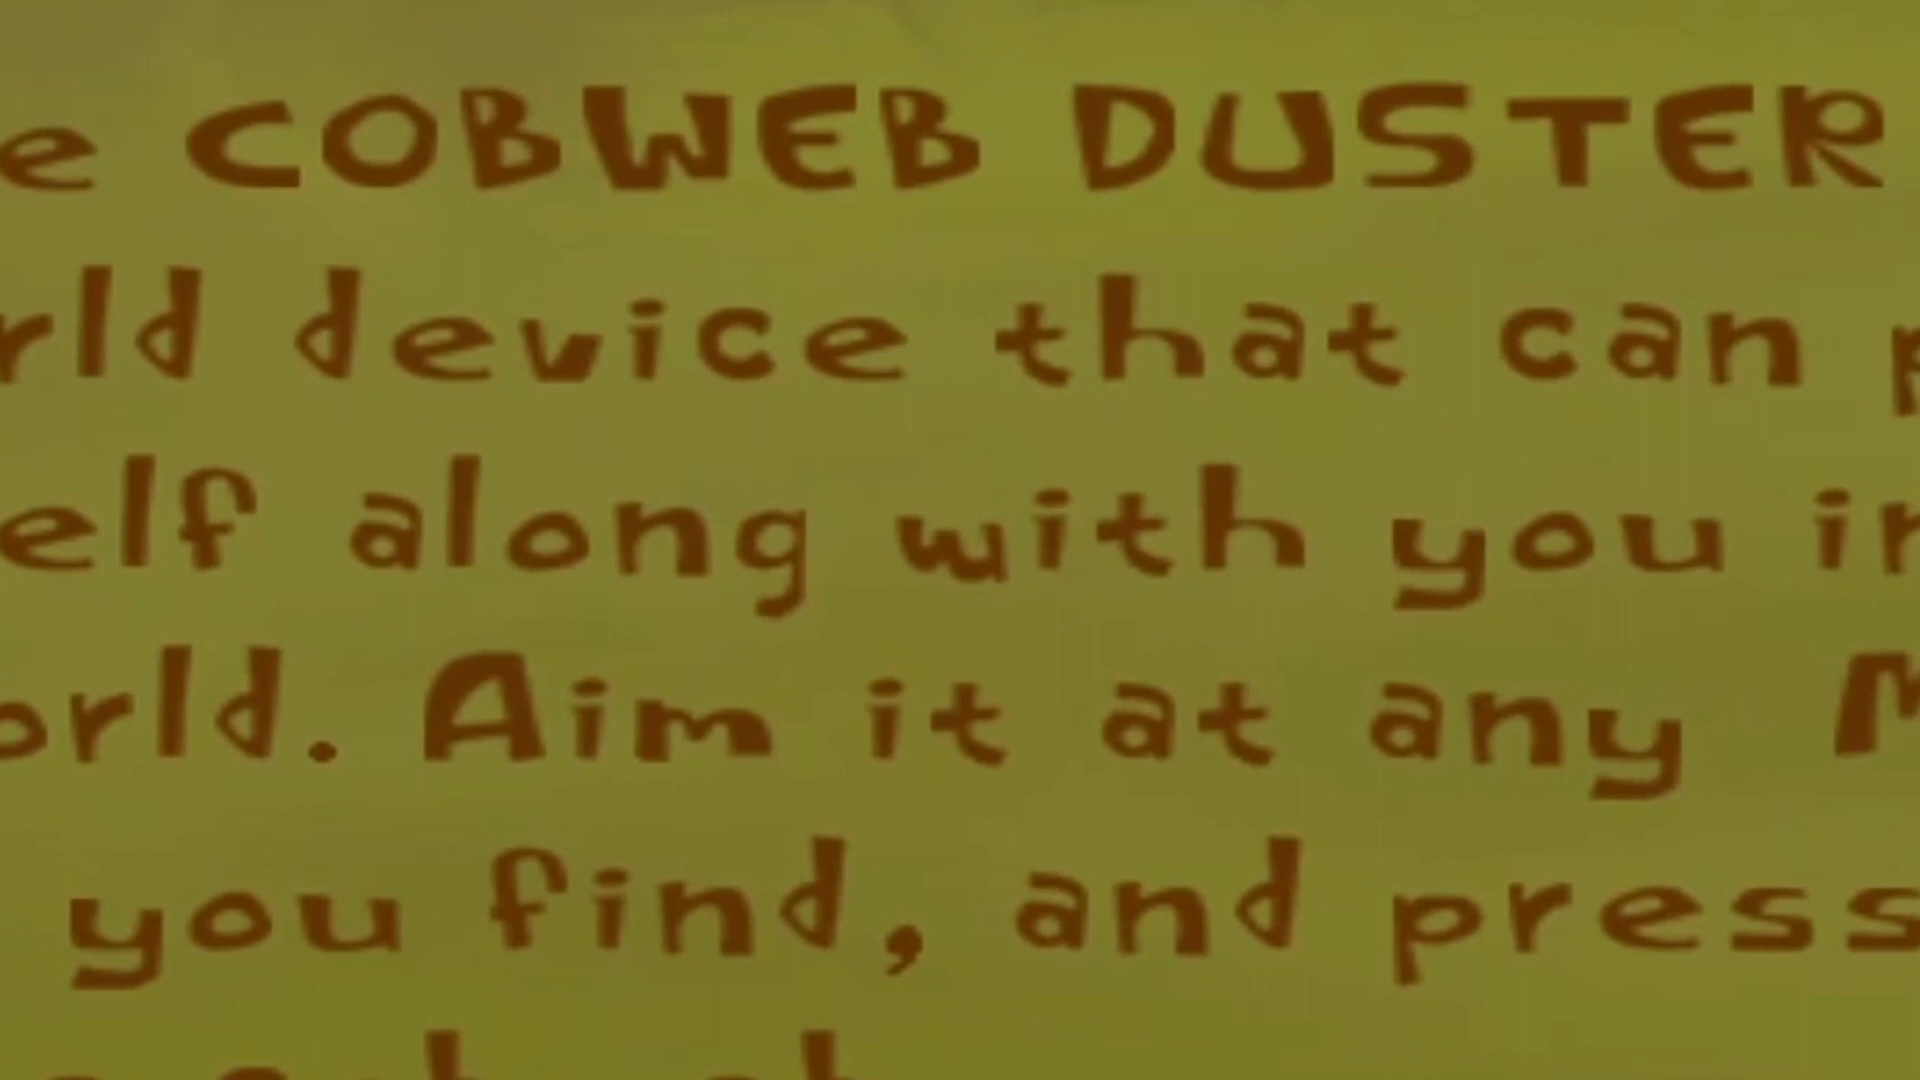 e COBWEB DUSTER
rld device that can
elf along with you
orld. Aim it at any M
you find, and press